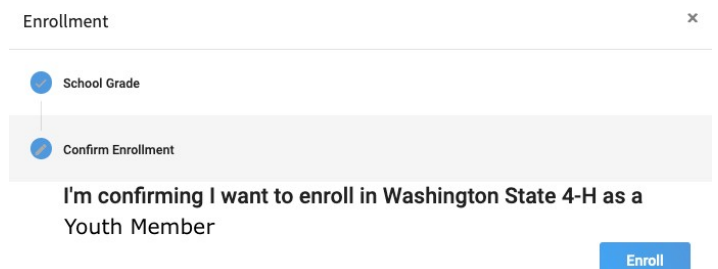 Enrollment ×
School Grade
Confirm Enrollment
I'm confirming I want to enroll in Washington State 4-H as a
Youth Member
Enroll